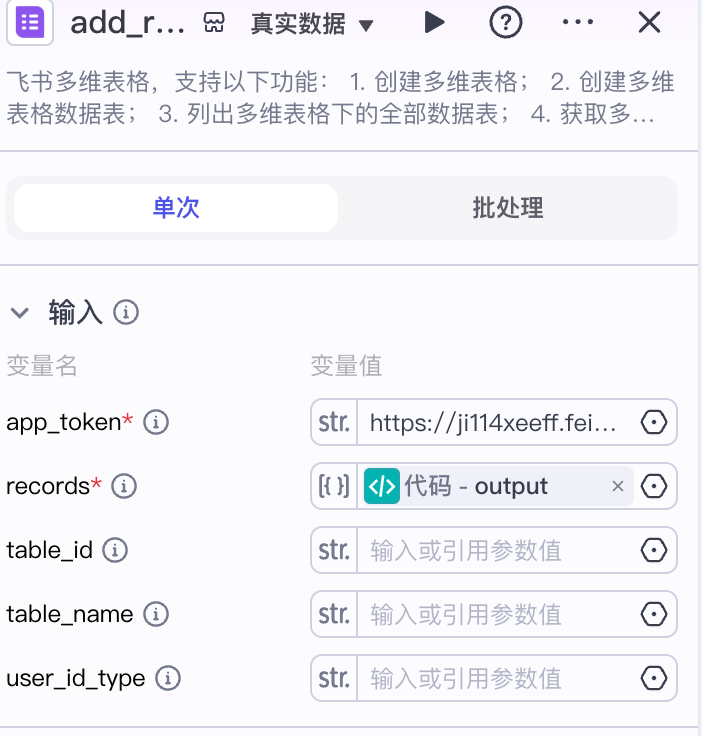 add_r... 真实数据
飞书多维表格，支持以下功能： 1. 创建多维表格； 2. 创建多维
表格数据表； 3. 列出多维表格下的全部数据表； 4. 获取多...
单次 批处理
输入
变量名 变量值
app_token* str. https://ji114xeeff.fei...
records* [{}] </> 代码 - output ×
table_id str. 输入或引用参数值
table_name str. 输入或引用参数值
user_id_type str. 输入或引用参数值